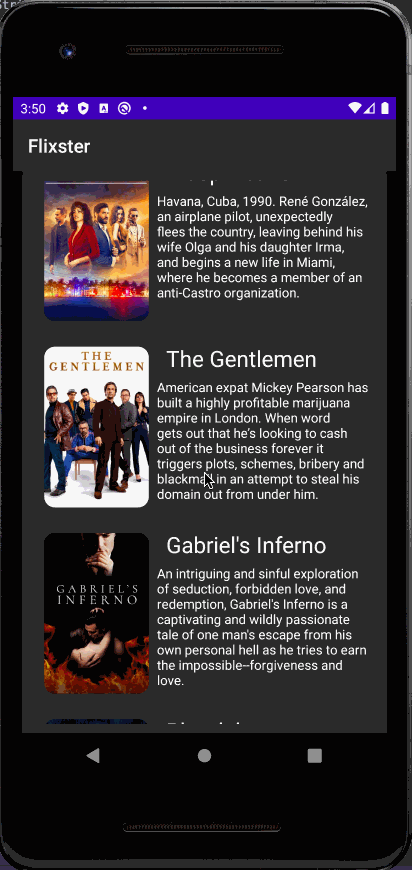 3:50
Flixster
Havana, Cuba, 1990. René González,
an airplane pilot, unexpectedly
flees the country, leaving behind his
wife Olga and his daughter Irma,
and begins a new life in Miami,
where he becomes a member of an
anti-Castro organization.
THE
GENTLEMEN
The Gentlemen
American expat Mickey Pearson has
built a highly profitable marijuana
empire in London. When word
gets out that he's looking to cash
out of the business forever it
triggers plots, schemes, bribery and
blackmail in an attempt to steal his
domain out from under him.
GABRIEL'S
INFERNO
Gabriel's Inferno
An intriguing and sinful exploration
of seduction, forbidden love, and
redemption, Gabriel's Inferno is a
captivating and wildly passionate
tale of one man's escape from his
own personal hell as he tries to earn
the impossible--forgiveness and
love.